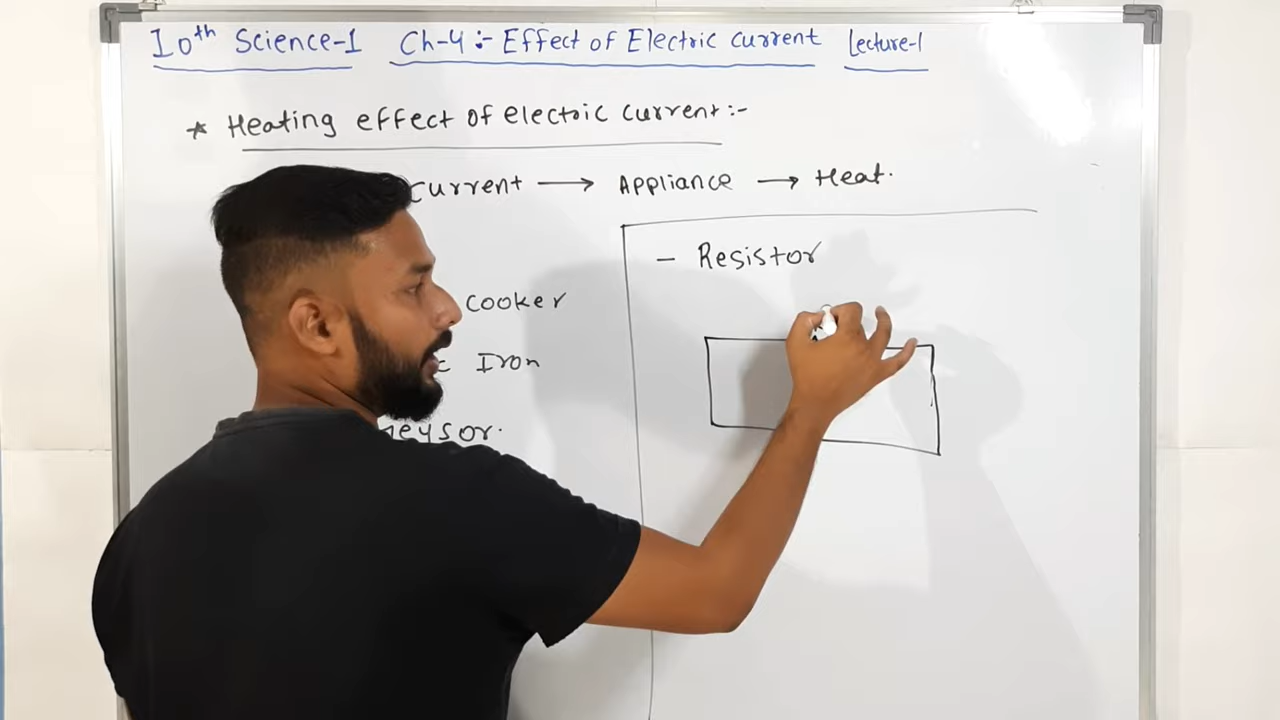 10th Science-1 Ch-4 :- Effect of Electric current Lecture-1
* Heating effect of electric current :-
current → Appliance → Heat.
- Resistor
cooker
Iron